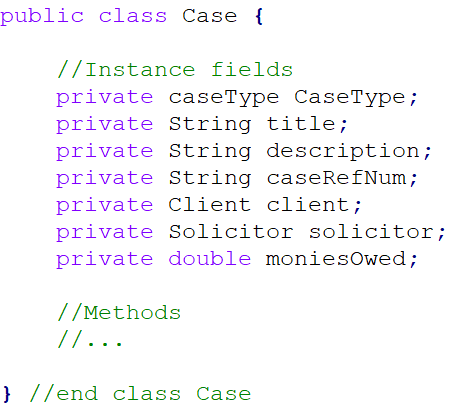 public class Case {
//Instance fields
private caseType CaseType;
private String title;
private String description;
private String caseRefNum;
private Client client;
private Solicitor solicitor;
private double moniesOwed;
//Methods
//...
} //end class Case